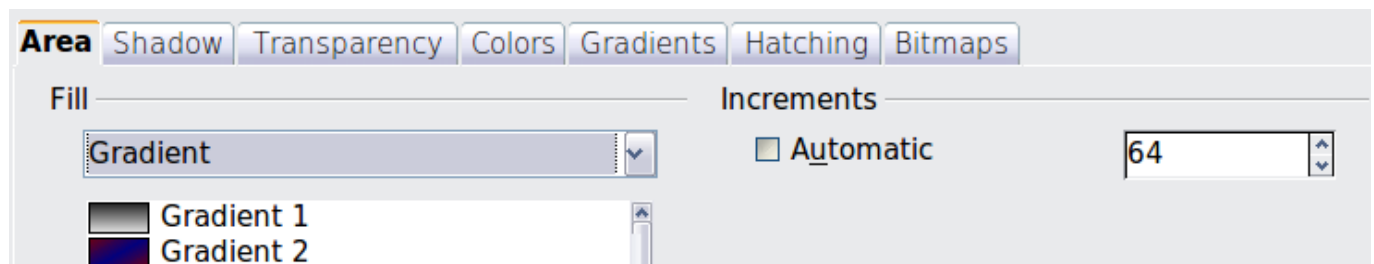 Area Shadow Transparency Colors Gradients Hatching Bitmaps
Fill
Increments
Gradient
Automatic
64
Gradient 1
Gradient 2